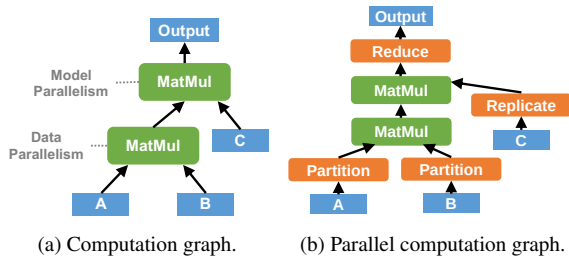 Output
Model
Parallelism
MatMul
Data
Parallelism
MatMul
C
A
B
(a) Computation graph.
Output
Reduce
MatMul
Replicate
MatMul
C
Partition
Partition
A
B
(b) Parallel computation graph.